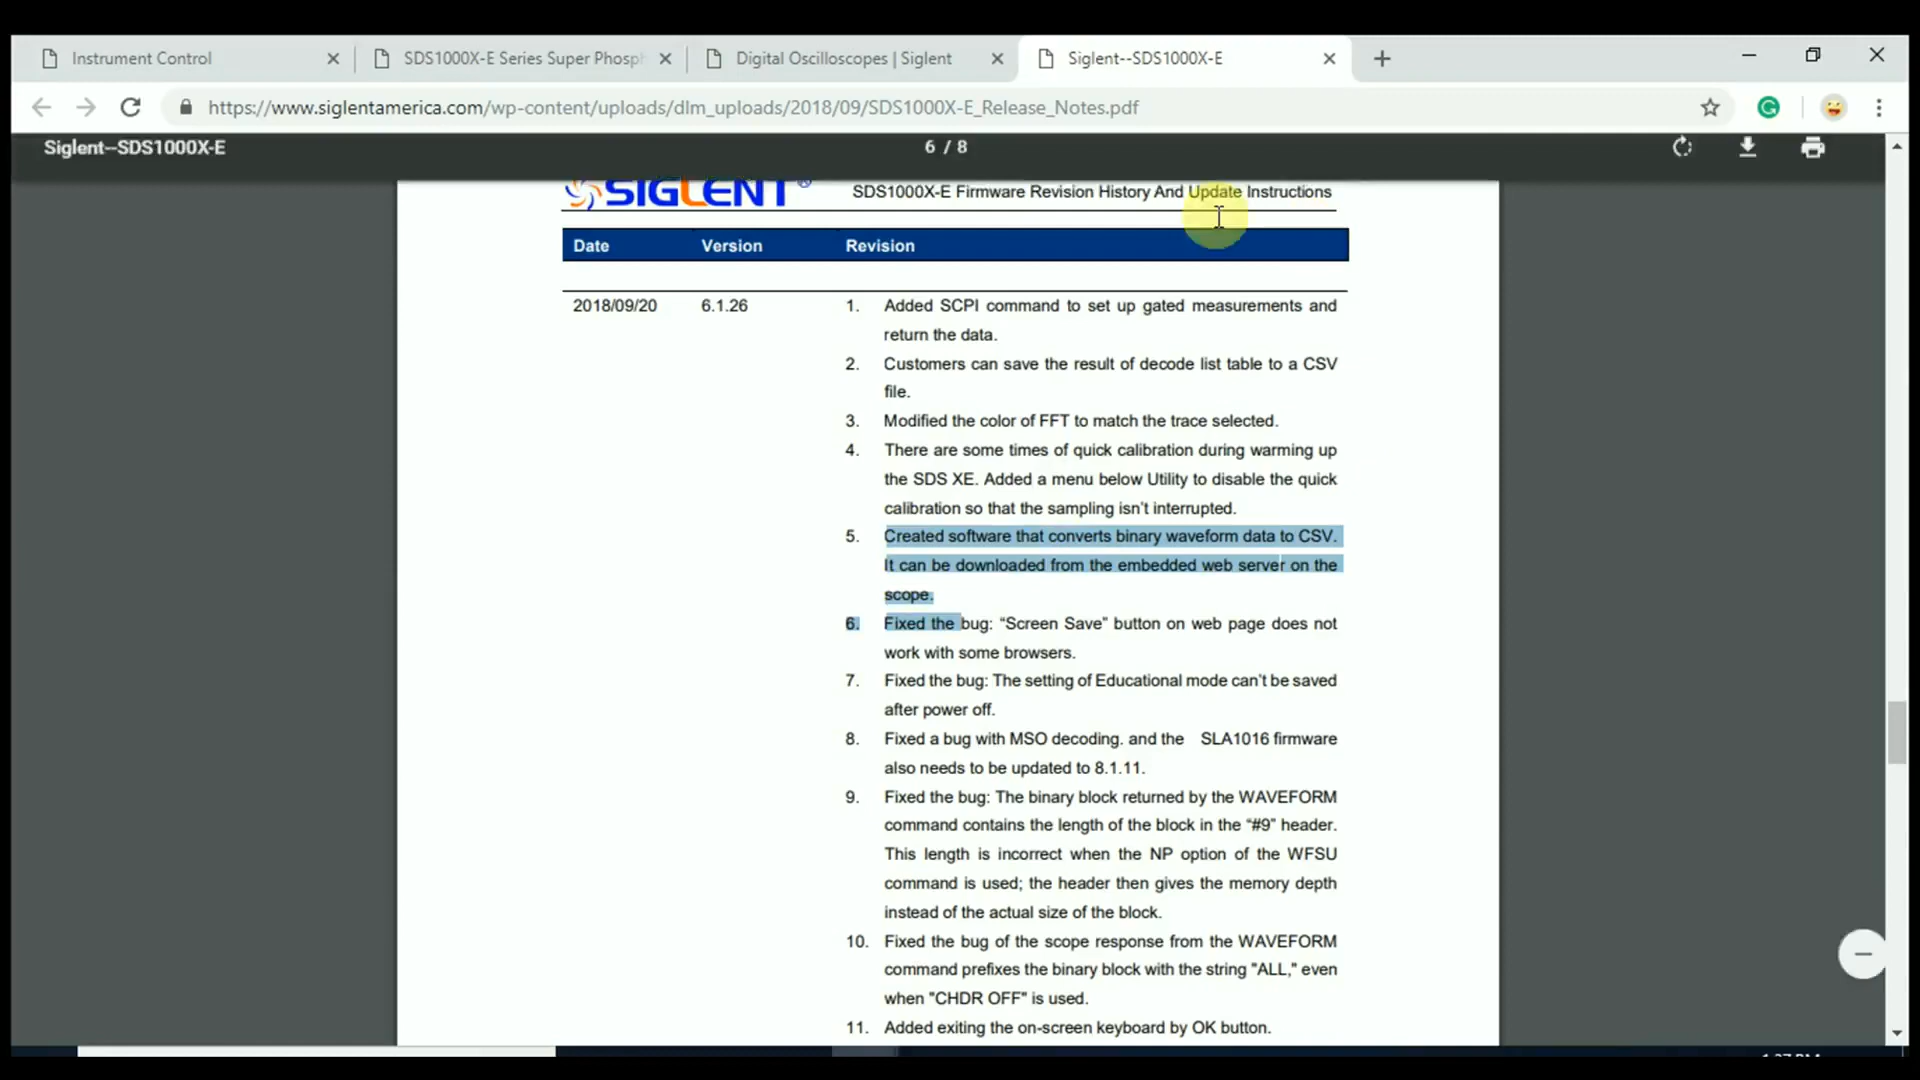 Instrument Control
SDS1000X-E Series Super Phosph
Digital Oscilloscopes | Siglent
Siglent--SDS1000X-E
https://www.siglentamerica.com/wp-content/uploads/dlm_uploads/2018/09/SDS1000X-E_Release_Notes.pdf
Siglent--SDS1000X-E
6 / 8
SIGLENT®
SDS1000X-E Firmware Revision History And Update Instructions
Date Version Revision
2018/09/20 6.1.26 1. Added SCPI command to set up gated measurements and
return the data.
2. Customers can save the result of decode list table to a CSV
file.
3. Modified the color of FFT to match the trace selected.
4. There are some times of quick calibration during warming up
the SDS XE. Added a menu below Utility to disable the quick
calibration so that the sampling isn't interrupted.
5. Created software that converts binary waveform data to CSV.
It can be downloaded from the embedded web server on the
scope.
6. Fixed the bug: “Screen Save” button on web page does not
work with some browsers.
7. Fixed the bug: The setting of Educational mode can't be saved
after power off.
8. Fixed a bug with MSO decoding. and the SLA1016 firmware
also needs to be updated to 8.1.11.
9. Fixed the bug: The binary block returned by the WAVEFORM
command contains the length of the block in the “#9” header.
This length is incorrect when the NP option of the WFSU
command is used; the header then gives the memory depth
instead of the actual size of the block.
10. Fixed the bug of the scope response from the WAVEFORM
command prefixes the binary block with the string "ALL," even
when "CHDR OFF" is used.
11. Added exiting the on-screen keyboard by OK button.